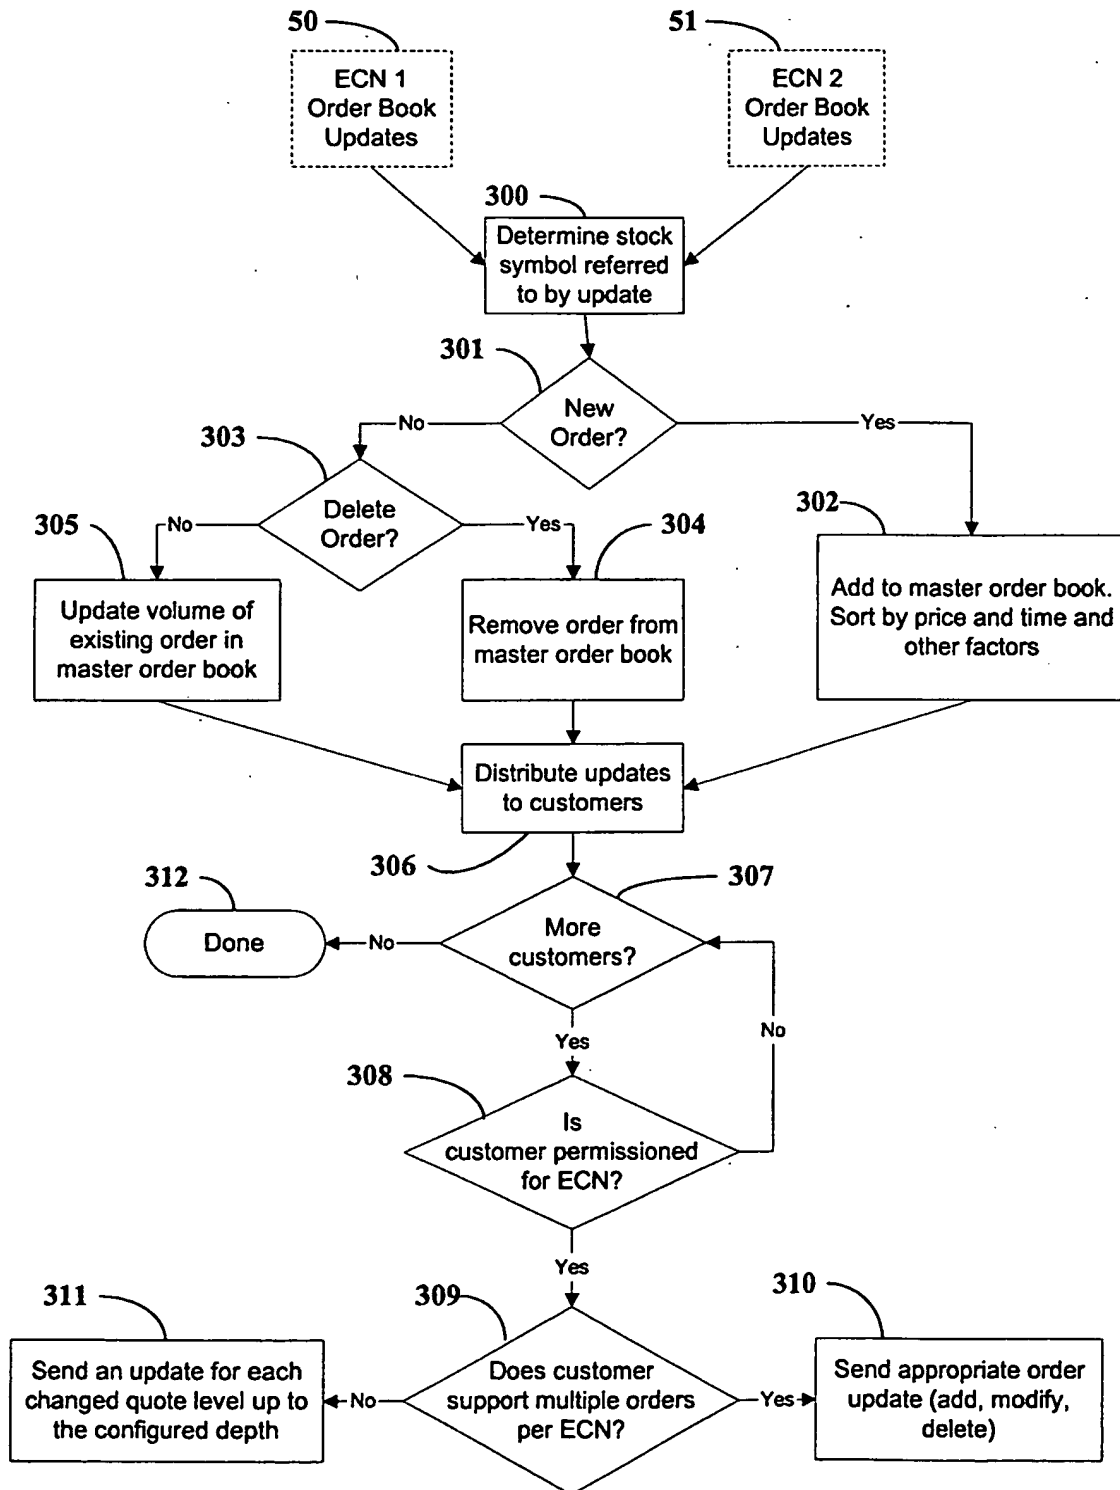 50
51
ECN 1
Order Book
Updates
ECN 2
Order Book
Updates
300
Determine stock
symbol referred
to by update
301
New
Order?
No
Yes
303
Delete
Order?
No
Yes
305
304
302
Update volume of
existing order in
master order book
Remove order from
master order book
Add to master order book.
Sort by price and time and
other factors
Distribute updates
to customers
306
307
312
Done
No
More
customers?
Yes
No
308
Is
customer permissioned
for ECN?
Yes
311
309
310
Send an update for each
changed quote level up to
the configured depth
No
Does customer
support multiple orders
per ECN?
Yes
Send appropriate order
update (add, modify,
delete)